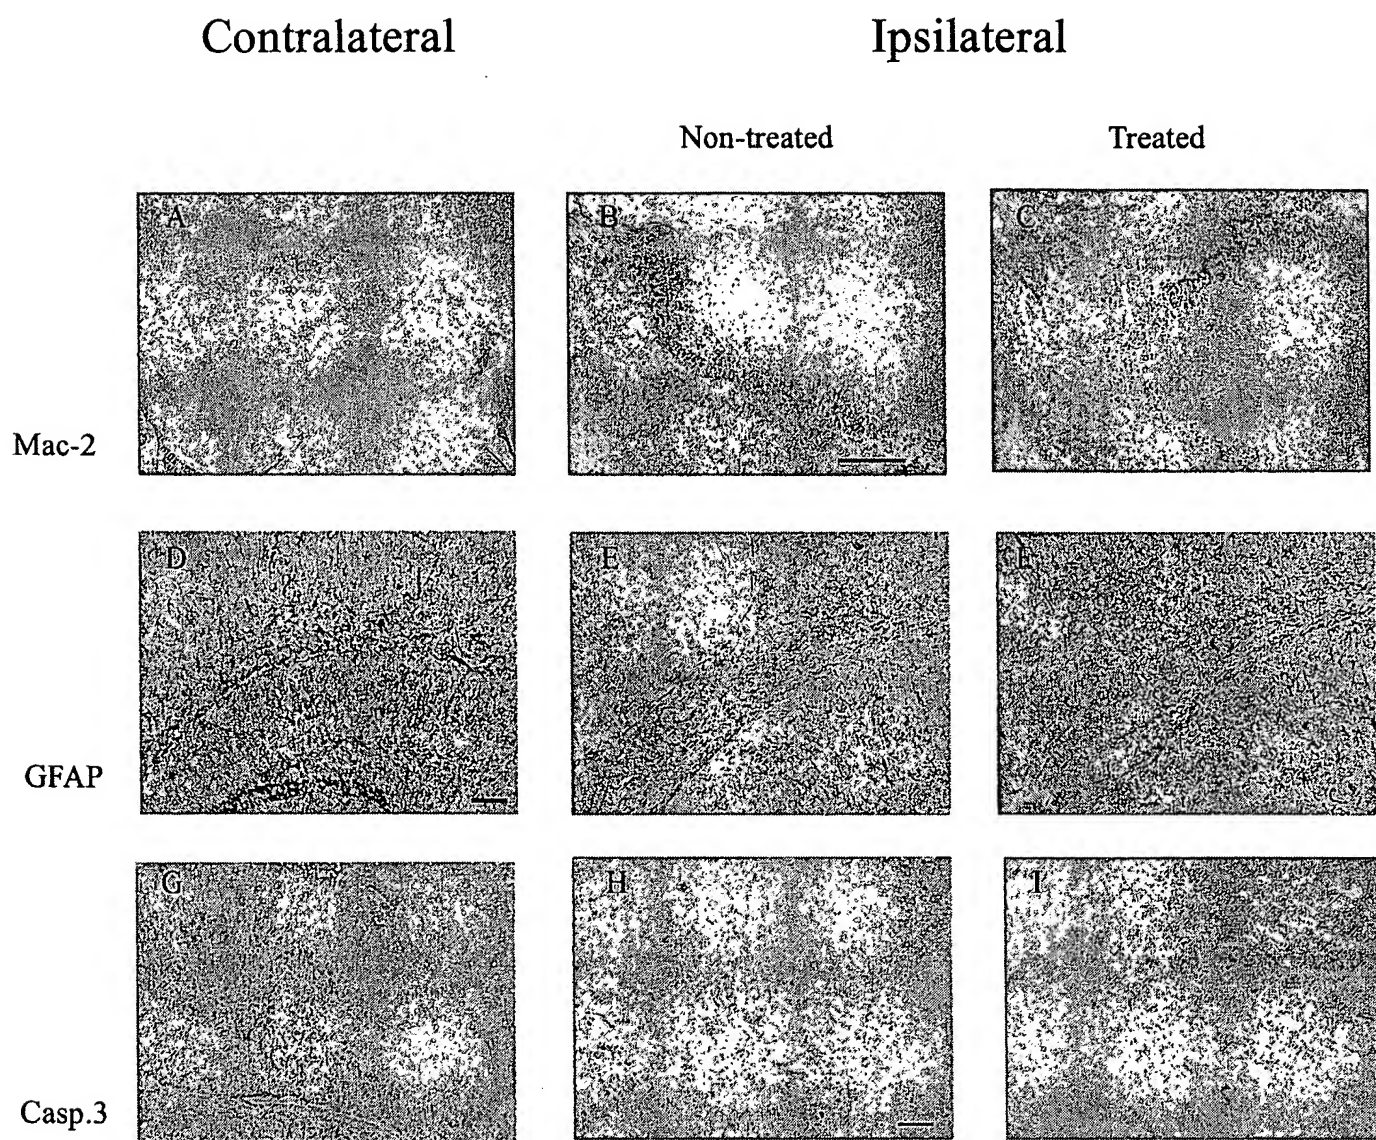 Contralateral Ipsilateral
Non-treated Treated
A B C
Mac-2
D E F
GFAP
G H I
Casp.3